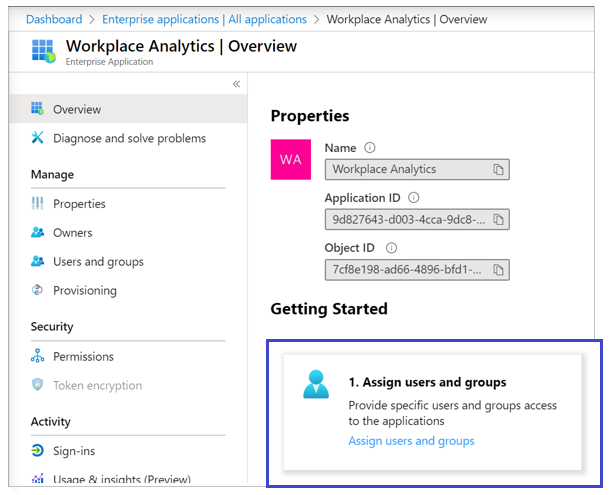 Dashboard > Enterprise applications | All applications > Workplace Analytics | Overview
Workplace Analytics | Overview
Enterprise Application
«
Overview
Diagnose and solve problems
Manage
Properties
Owners
Users and groups
Provisioning
Security
Permissions
Token encryption
Activity
Sign-ins
Usage & insights (Preview)
Properties
WA
Name
Workplace Analytics
Application ID
9d827643-d003-4cca-9dc8-...
Object ID
7cf8e198-ad66-4896-bfd1-...
Getting Started
1. Assign users and groups
Provide specific users and groups access
to the applications
Assign users and groups